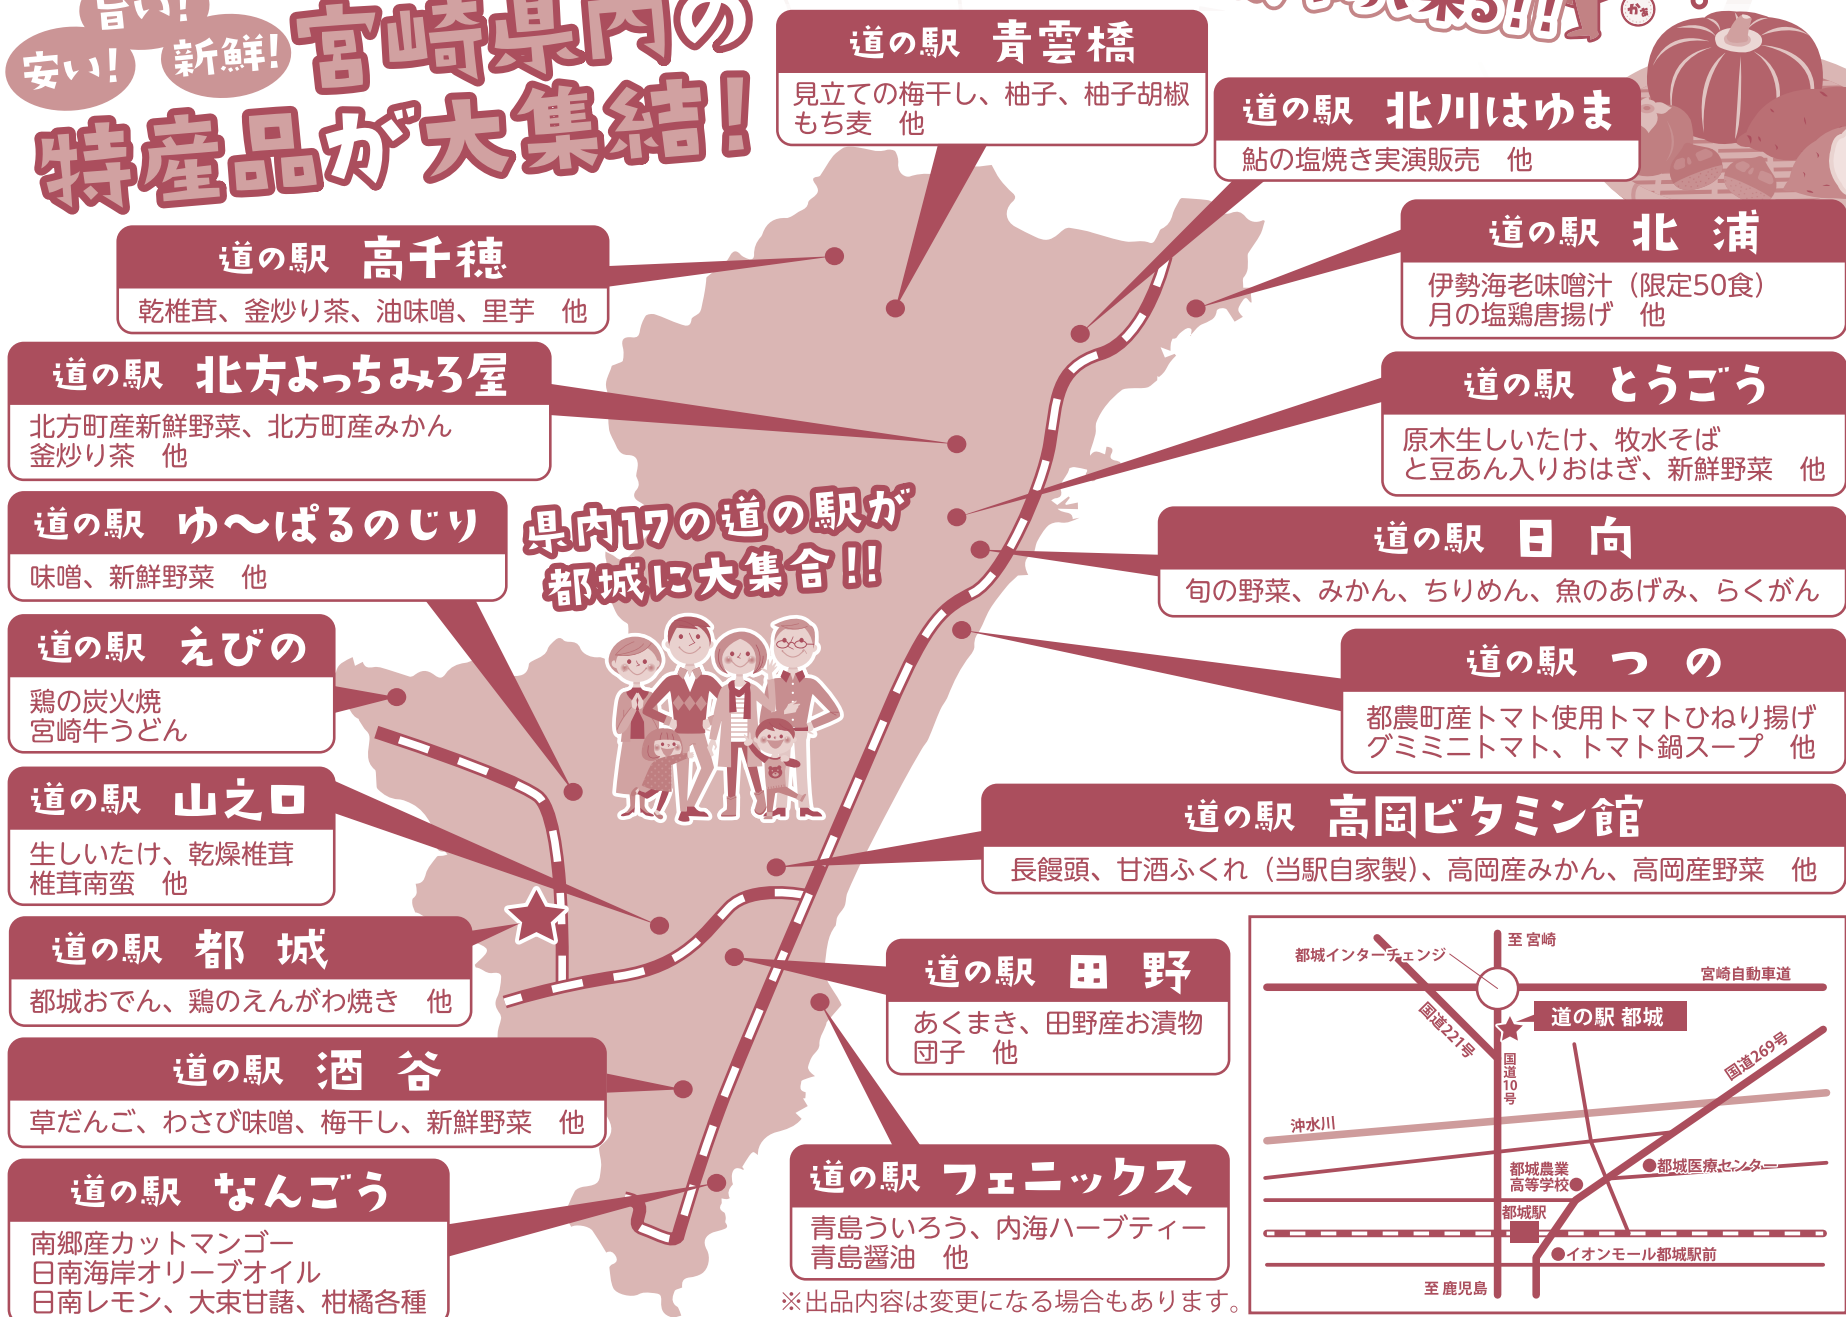 旨い!
安い!
新鮮!
宮崎県内の
特産品が大集結!
来る!!
道の駅 青雲橋
見立ての梅干し、柚子、柚子胡椒
もち麦　他
道の駅 北川はゆま
鮎の塩焼き実演販売　他
道の駅 高千穂
乾椎茸、釜炒り茶、油味噌、里芋　他
道の駅 北 浦
伊勢海老味噌汁（限定50食）
月の塩鶏唐揚げ　他
道の駅 北方よっちみろ屋
北方町産新鮮野菜、北方町産みかん
釜炒り茶　他
道の駅 とうごう
原木生しいたけ、牧水そば
と豆あん入りおはぎ、新鮮野菜　他
道の駅 ゆ〜ぱるのじり
味噌、新鮮野菜　他
県内17の道の駅が
都城に大集合!!
道の駅 日 向
旬の野菜、みかん、ちりめん、魚のあげみ、らくがん
道の駅 えびの
鶏の炭火焼
宮崎牛うどん
道の駅 つ の
都農町産トマト使用トマトひねり揚げ
グミミニトマト、トマト鍋スープ　他
道の駅 山之口
生しいたけ、乾燥椎茸
椎茸南蛮　他
道の駅 高岡ビタミン館
長饅頭、甘酒ふくれ（当駅自家製）、高岡産みかん、高岡産野菜　他
道の駅 都 城
都城おでん、鶏のえんがわ焼き　他
道の駅 田 野
あくまき、田野産お漬物
団子　他
道の駅 酒 谷
草だんご、わさび味噌、梅干し、新鮮野菜　他
道の駅 なんごう
南郷産カットマンゴー
日南海岸オリーブオイル
日南レモン、大束甘藷、柑橘各種
道の駅 フェニックス
青島ういろう、内海ハーブティー
青島醤油　他
※出品内容は変更になる場合もあります。
至 宮崎
都城インターチェンジ
宮崎自動車道
国道221号
道の駅 都城
国道10号
国道269号
沖水川
都城農業
高等学校
都城医療センター
都城駅
イオンモール都城駅前
至 鹿児島